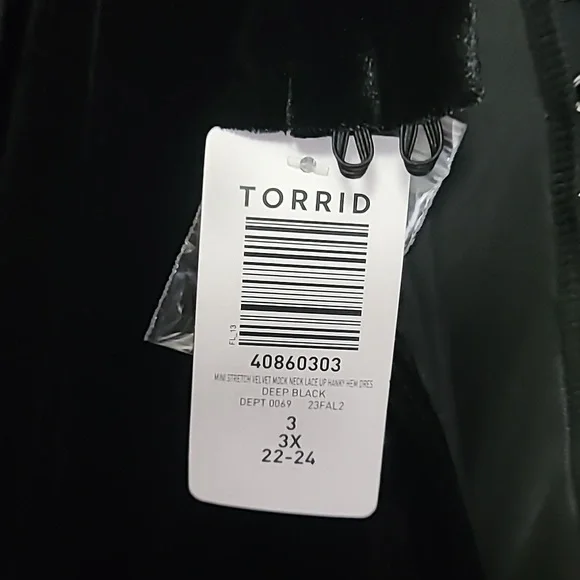 TORRID
FL_13
40860303
MINI STRETCH VELVET MOCK NECK LACE UP HANKY HEM DRES
DEEP BLACK
DEPT 0069 23FAL2
3
3X
22-24